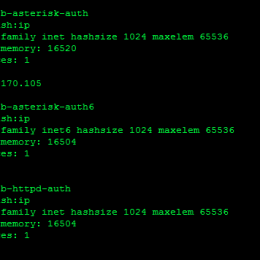 b-asterisk-auth
sh:ip
family inet hashsize 1024 maxelem 65536
memory: 16520
es: 1
170.105
b-asterisk-auth6
sh:ip
family inet6 hashsize 1024 maxelem 65536
memory: 16504
es: 1
b-httpd-auth
sh:ip
family inet hashsize 1024 maxelem 65536
memory: 16504
es: 1